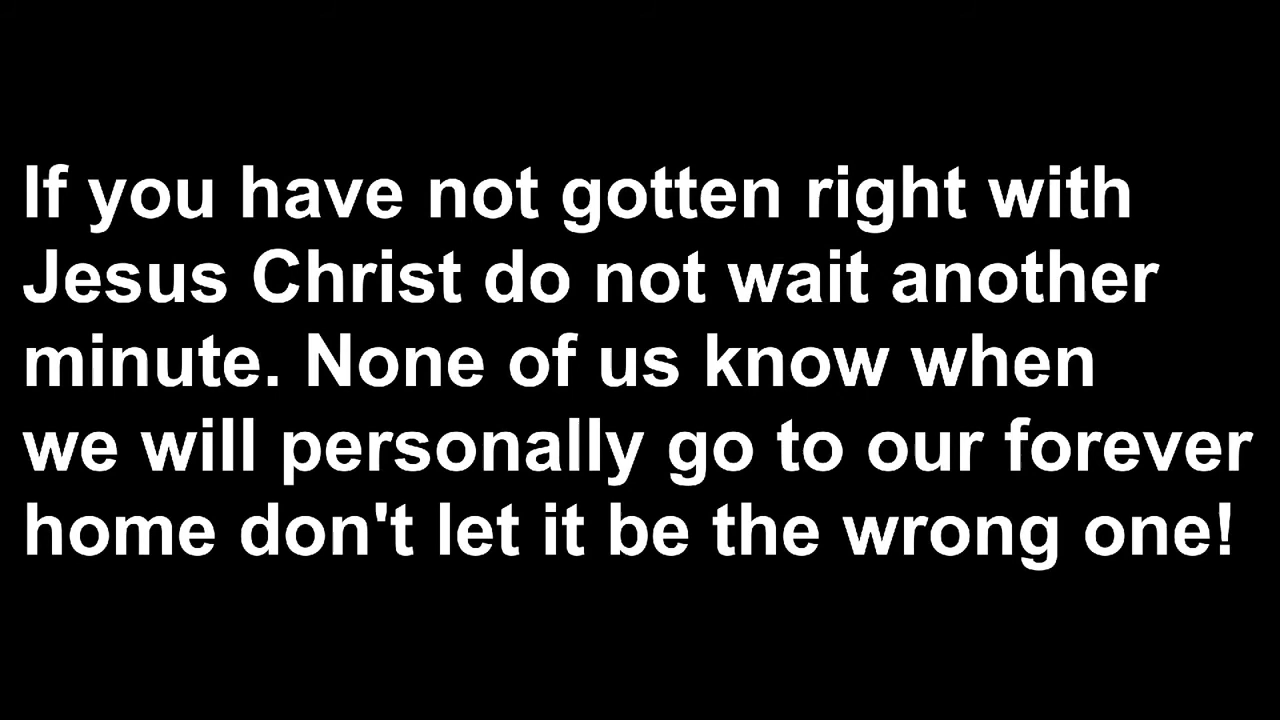 If you have not gotten right with
Jesus Christ do not wait another
minute. None of us know when
we will personally go to our forever
home don't let it be the wrong one!